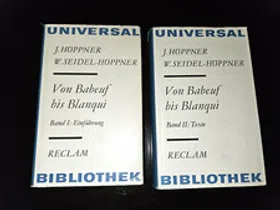 UNIVERSAL
J. HÖPPNER
W. SEIDEL-HÖPPNER
Von Babeuf
bis Blanqui
Band I: Einführung
RECLAM
BIBLIOTHEK
UNIVERSAL
J. HÖPPNER
W. SEIDEL-HÖPPNER
Von Babeuf
bis Blanqui
Band II: Texte
RECLAM
BIBLIOTHEK